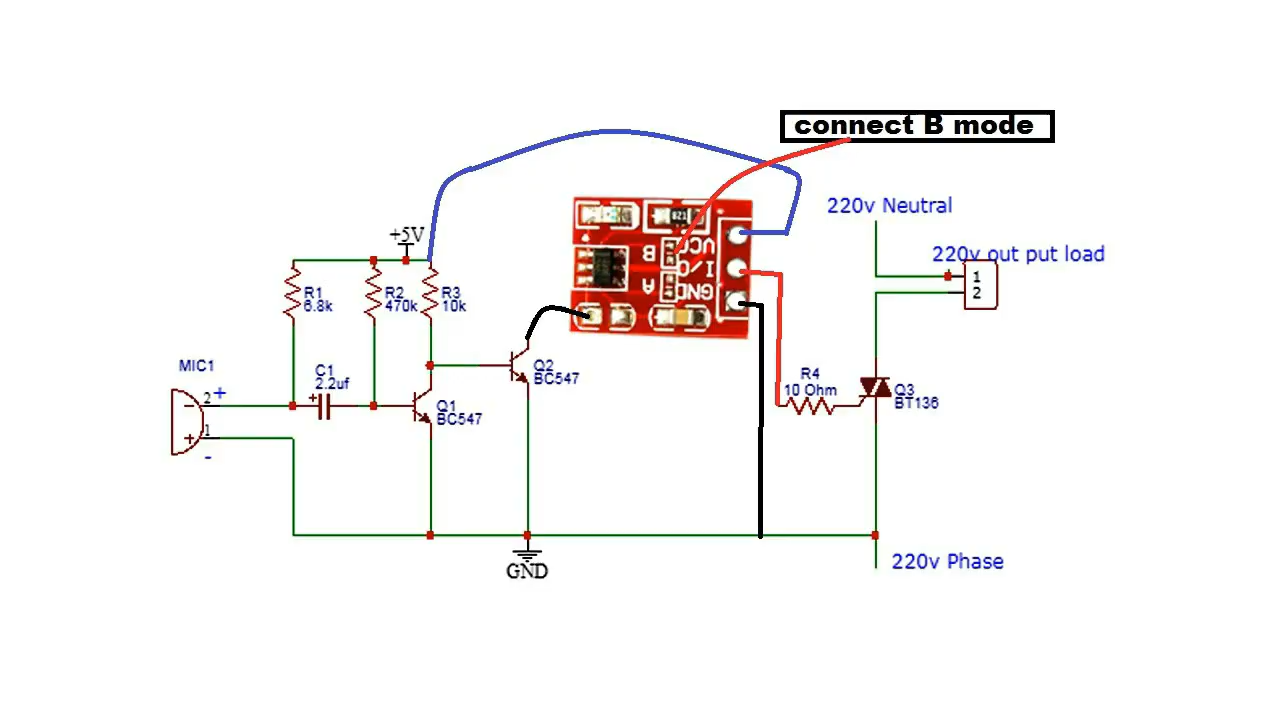 connect B mode
220v Neutral
220v out put load
1
2
+5V
R1
6.8k
R2
470k
R3
10k
821
VCC
I/O
GND
B
A
MIC1
2
+
1
-
C1
2.2uf
+
Q1
BC547
Q2
BC547
R4
10 Ohm
Q3
BT136
GND
220v Phase